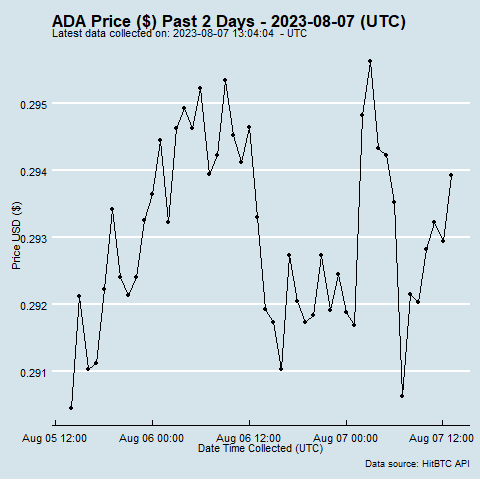 ADA Price ($) Past 2 Days - 2023-08-07 (UTC)
Latest data collected on: 2023-08-07 13:04:04 - UTC
0.295
0.294
0.293
0.292
0.291
Price USD ($)
Aug 05 12:00 Aug 06 00:00 Aug 06 12:00 Aug 07 00:00 Aug 07 12:00
Date Time Collected (UTC)
Data source: HitBTC API